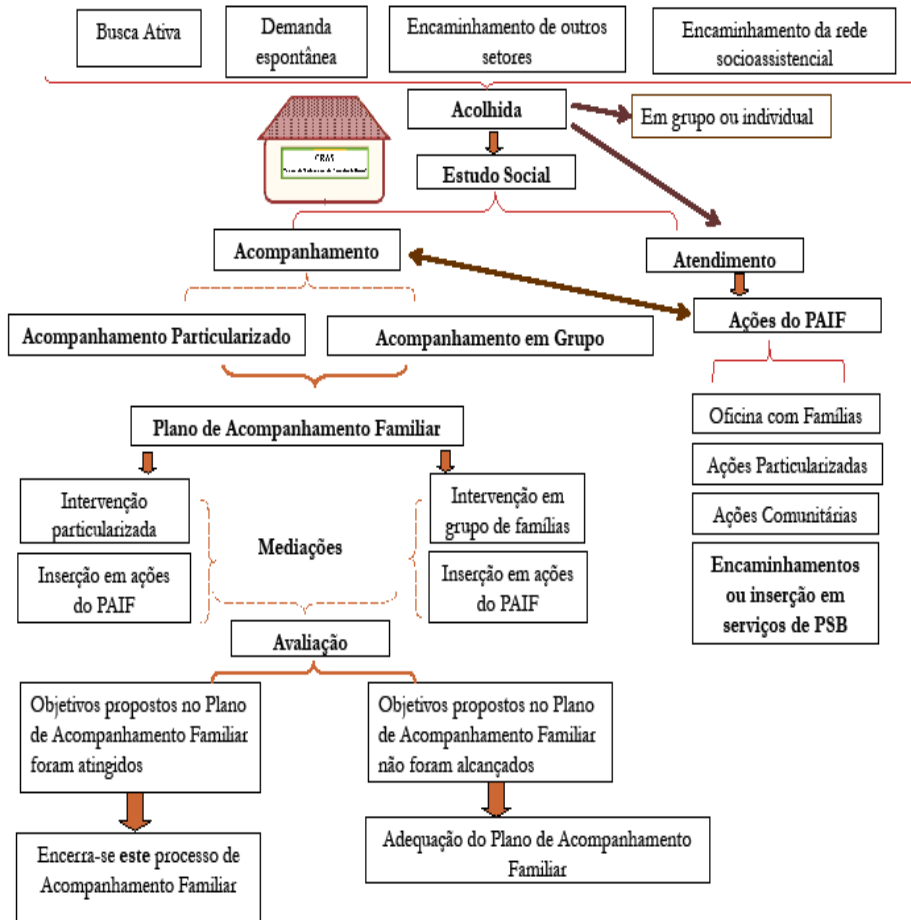 Busca Ativa
Demanda
espontânea
Encaminhamento de outros
setores
Encaminhamento da rede
socioassistencial
Acolhida
Em grupo ou individual
CRAS
Estudo Social
Acompanhamento
Atendimento
Acompanhamento Particularizado
Acompanhamento em Grupo
Ações do PAIF
Plano de Acompanhamento Familiar
Oficina com Famílias
Ações Particularizadas
Ações Comunitárias
Encaminhamentos
ou inserção em
serviços de PSB
Intervenção
particularizada
Inserção em ações
do PAIF
Mediações
Intervenção em
grupo de famílias
Inserção em ações
do PAIF
Avaliação
Objetivos propostos no Plano
de Acompanhamento Familiar
foram atingidos
Objetivos propostos no Plano
de Acompanhamento Familiar
não foram alcançados
Encerra-se este processo de
Acompanhamento Familiar
Adequação do Plano de Acompanhamento
Familiar